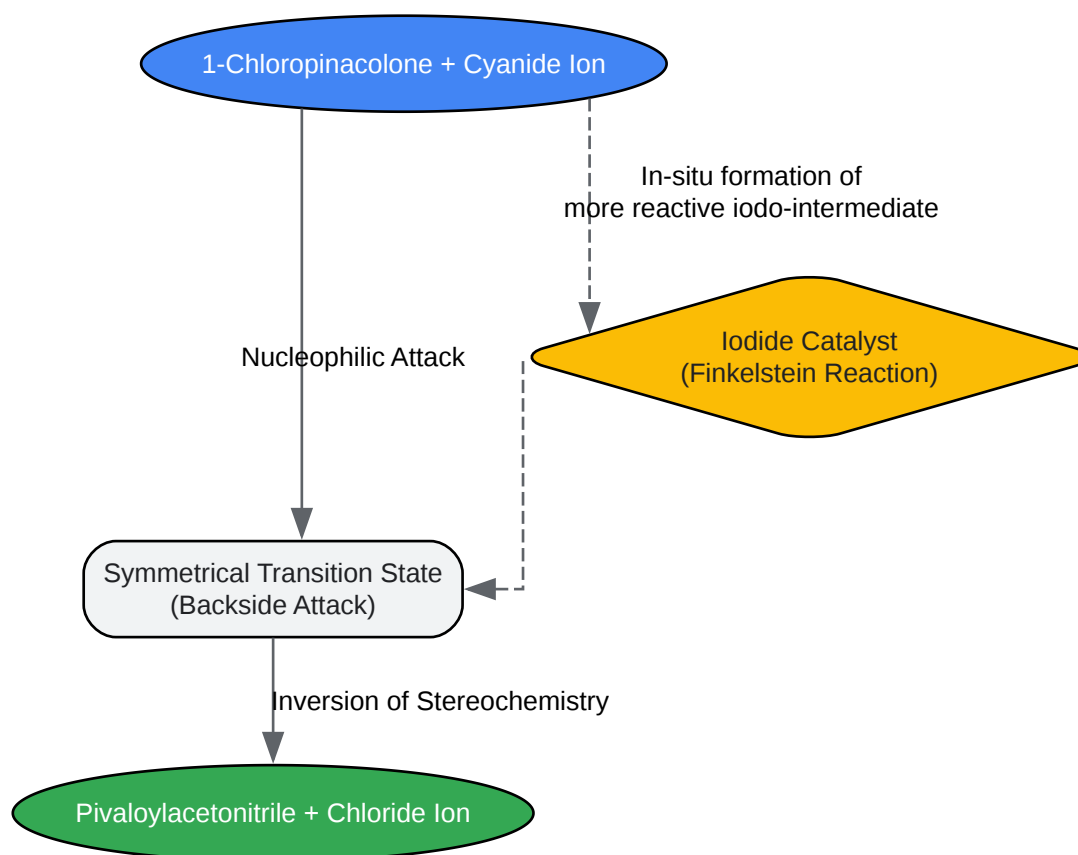 1-Chloropinacolone + Cyanide Ion
In-situ formation of
more reactive iodo-intermediate
Iodide Catalyst
(Finkelstein Reaction)
Nucleophilic Attack
Symmetrical Transition State
(Backside Attack)
Inversion of Stereochemistry
Pivaloylacetonitrile + Chloride Ion